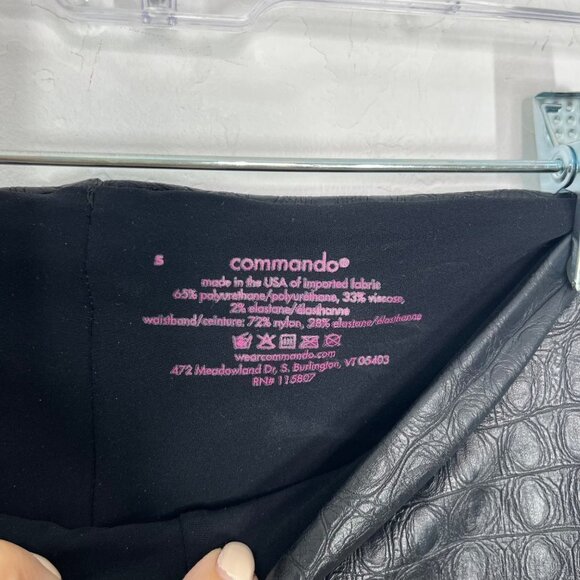 S
commando®
made in the USA of imported fabric
65% polyurethane/polyuréthane, 33% viscose,
2% elastane/élasthanne
waistband/ceinture: 72% nylon, 28% elastane/élasthanne
wearcommando.com
472 Meadowland Dr, S. Burlington, VT 05403
RN# 115807